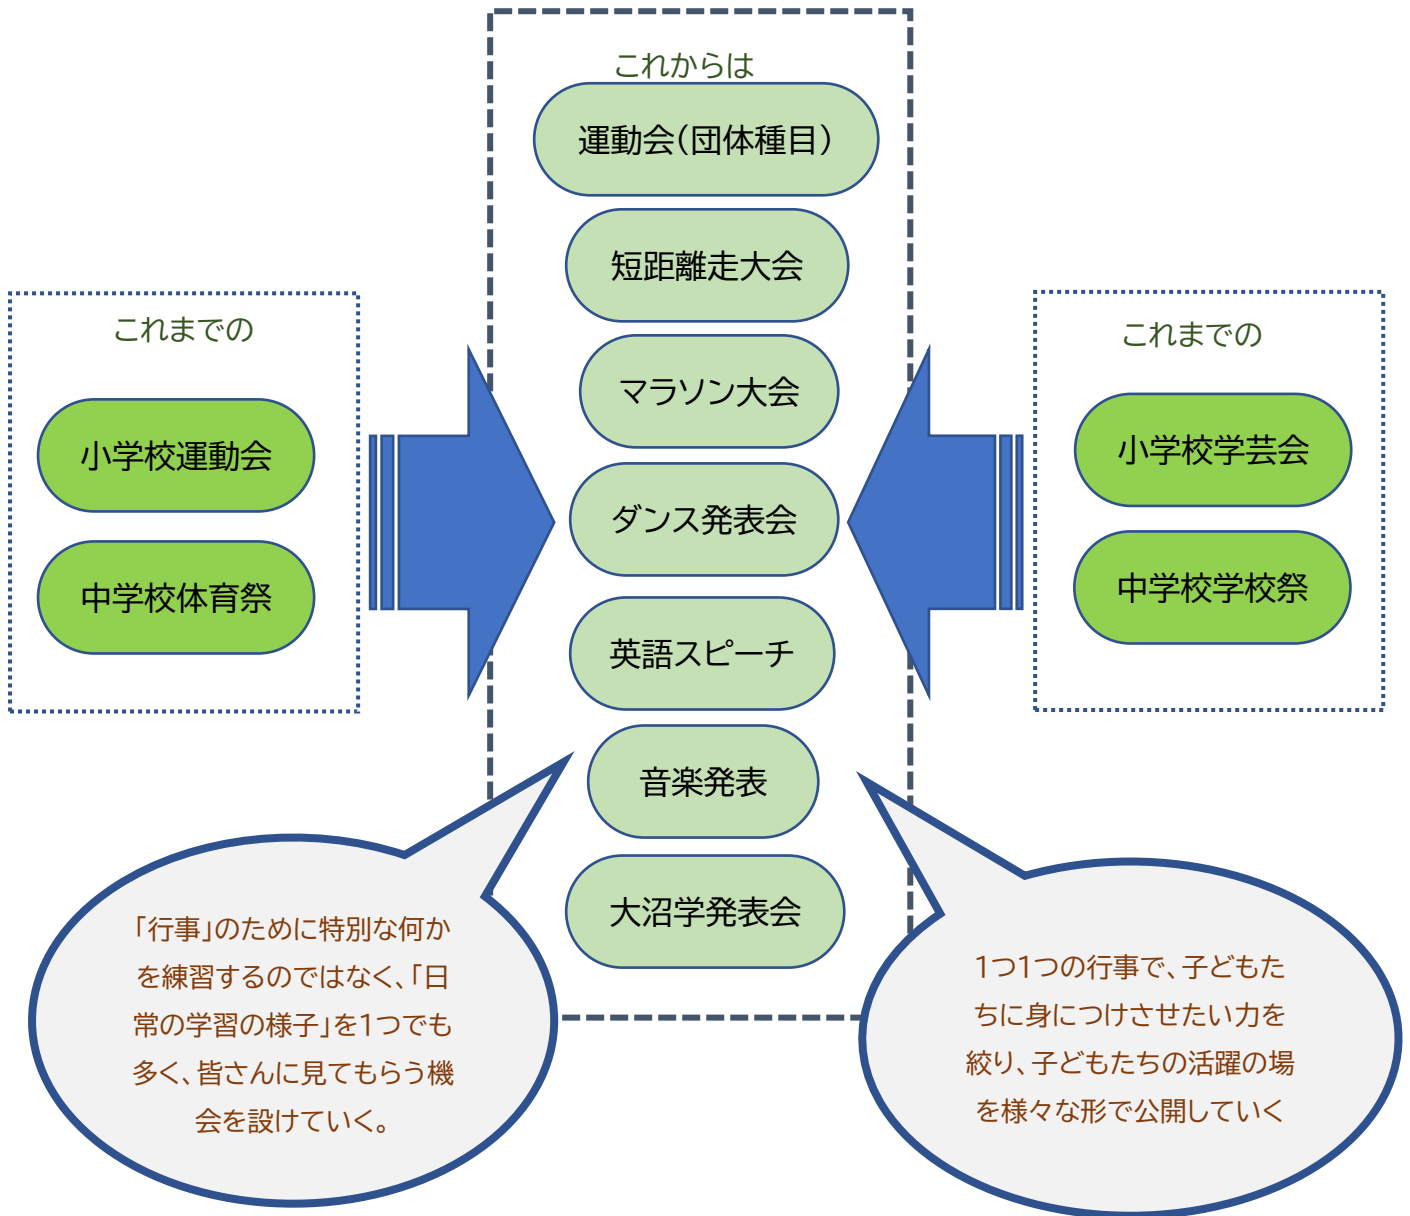 これからは
運動会(団体種目)
短距離走大会
マラソン大会
ダンス発表会
英語スピーチ
音楽発表
大沼学発表会
これまでの
小学校運動会
中学校体育祭
これまでの
小学校学芸会
中学校学校祭
「行事」のために特別な何か
を練習するのではなく、「日
常の学習の様子」を1つでも
多く、皆さんに見てもらう機
会を設けていく。
1つ1つの行事で、子どもた
ちに身につけさせたい力を
絞り、子どもたちの活躍の場
を様々な形で公開していく